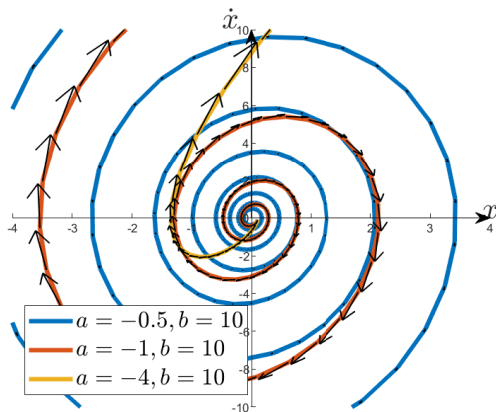 ẋ
10
8
6
4
2
-4 -3 -2 -1 0 1 2 3 4 x
-2
-4
-6
-8
-10
a = −0.5, b = 10
a = −1, b = 10
a = −4, b = 10